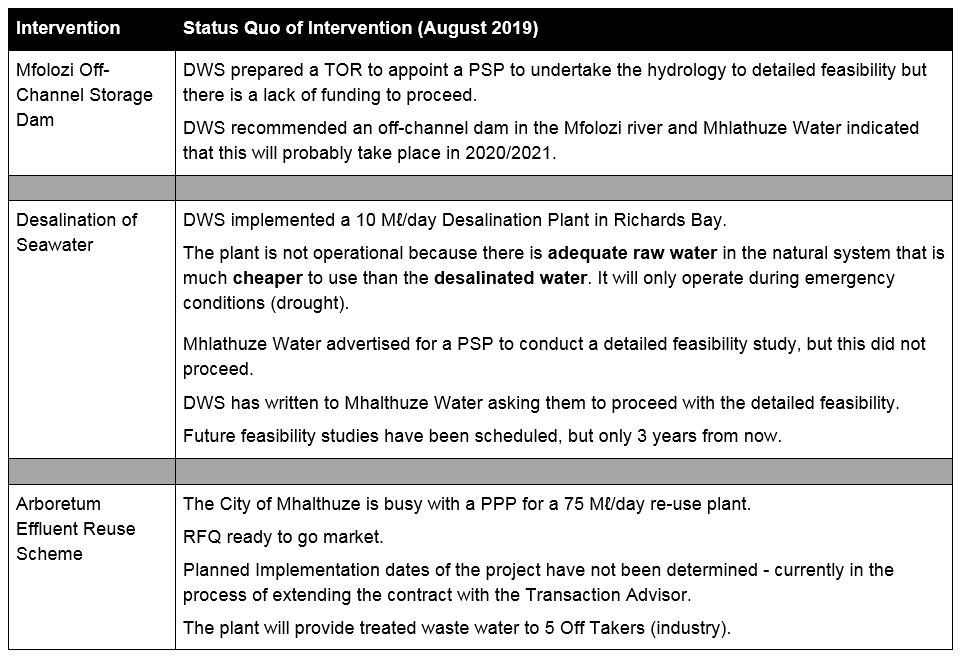 Intervention
Status Quo of Intervention (August 2019)
Mfolozi Off-
Channel Storage
Dam
DWS prepared a TOR to appoint a PSP to undertake the hydrology to detailed feasibility but
there is a lack of funding to proceed.
DWS recommended an off-channel dam in the Mfolozi river and Mhlathuze Water indicated
that this will probably take place in 2020/2021.
Desalination of
Seawater
DWS implemented a 10 Mℓ/day Desalination Plant in Richards Bay.
The plant is not operational because there is adequate raw water in the natural system that is
much cheaper to use than the desalinated water. It will only operate during emergency
conditions (drought).
Mhlathuze Water advertised for a PSP to conduct a detailed feasibility study, but this did not
proceed.
DWS has written to Mhalthuze Water asking them to proceed with the detailed feasibility.
Future feasibility studies have been scheduled, but only 3 years from now.
Arboretum
Effluent Reuse
Scheme
The City of Mhalthuze is busy with a PPP for a 75 Mℓ/day re-use plant.
RFQ ready to go market.
Planned Implementation dates of the project have not been determined - currently in the
process of extending the contract with the Transaction Advisor.
The plant will provide treated waste water to 5 Off Takers (industry).